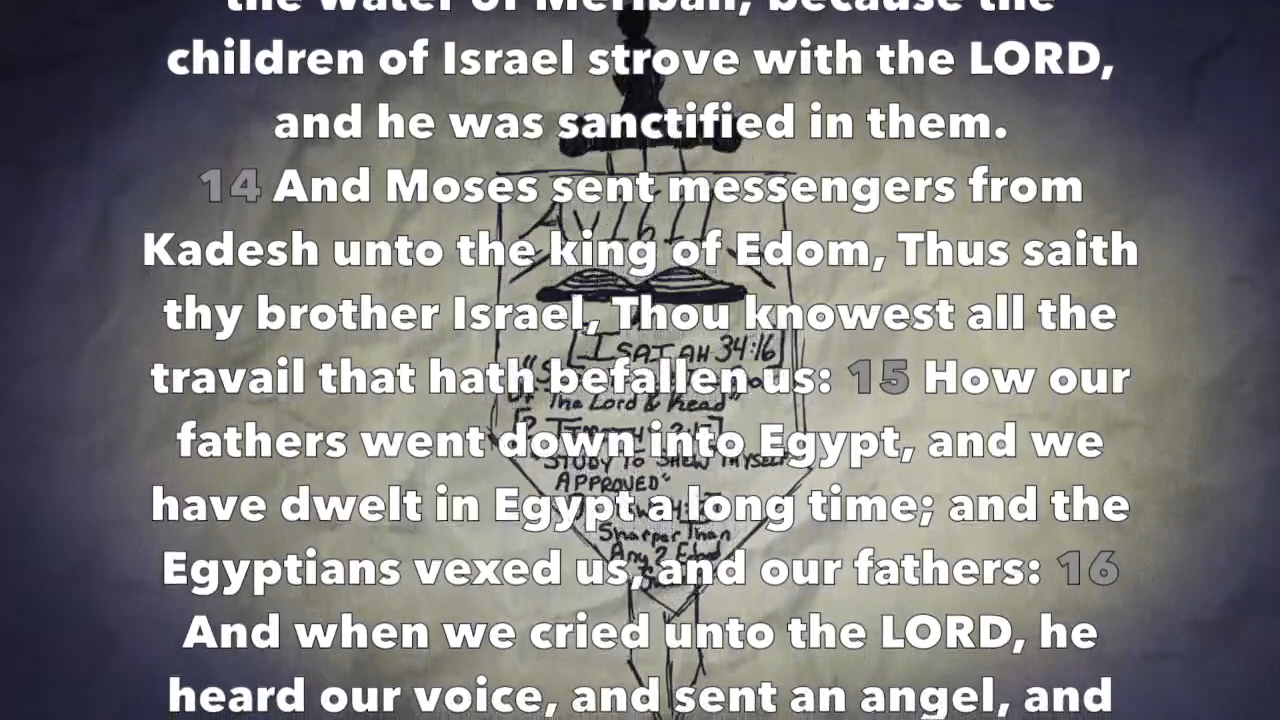 the water of Meribah, because the
children of Israel strove with the LORD,
and he was sanctified in them.
14 And Moses sent messengers from
Kadesh unto the king of Edom, Thus saith
thy brother Israel, Thou knowest all the
travail that hath befallen us: 15 How our
fathers went down into Egypt, and we
have dwelt in Egypt a long time; and the
Egyptians vexed us, and our fathers: 16
And when we cried unto the LORD, he
heard our voice, and sent an angel, and
AV1611
[ISAIAH 34:16]
The Lord & Read"
STUDY TO SHEW THYSELF
APPROVED"
Sharper Than
Any 2 Edged